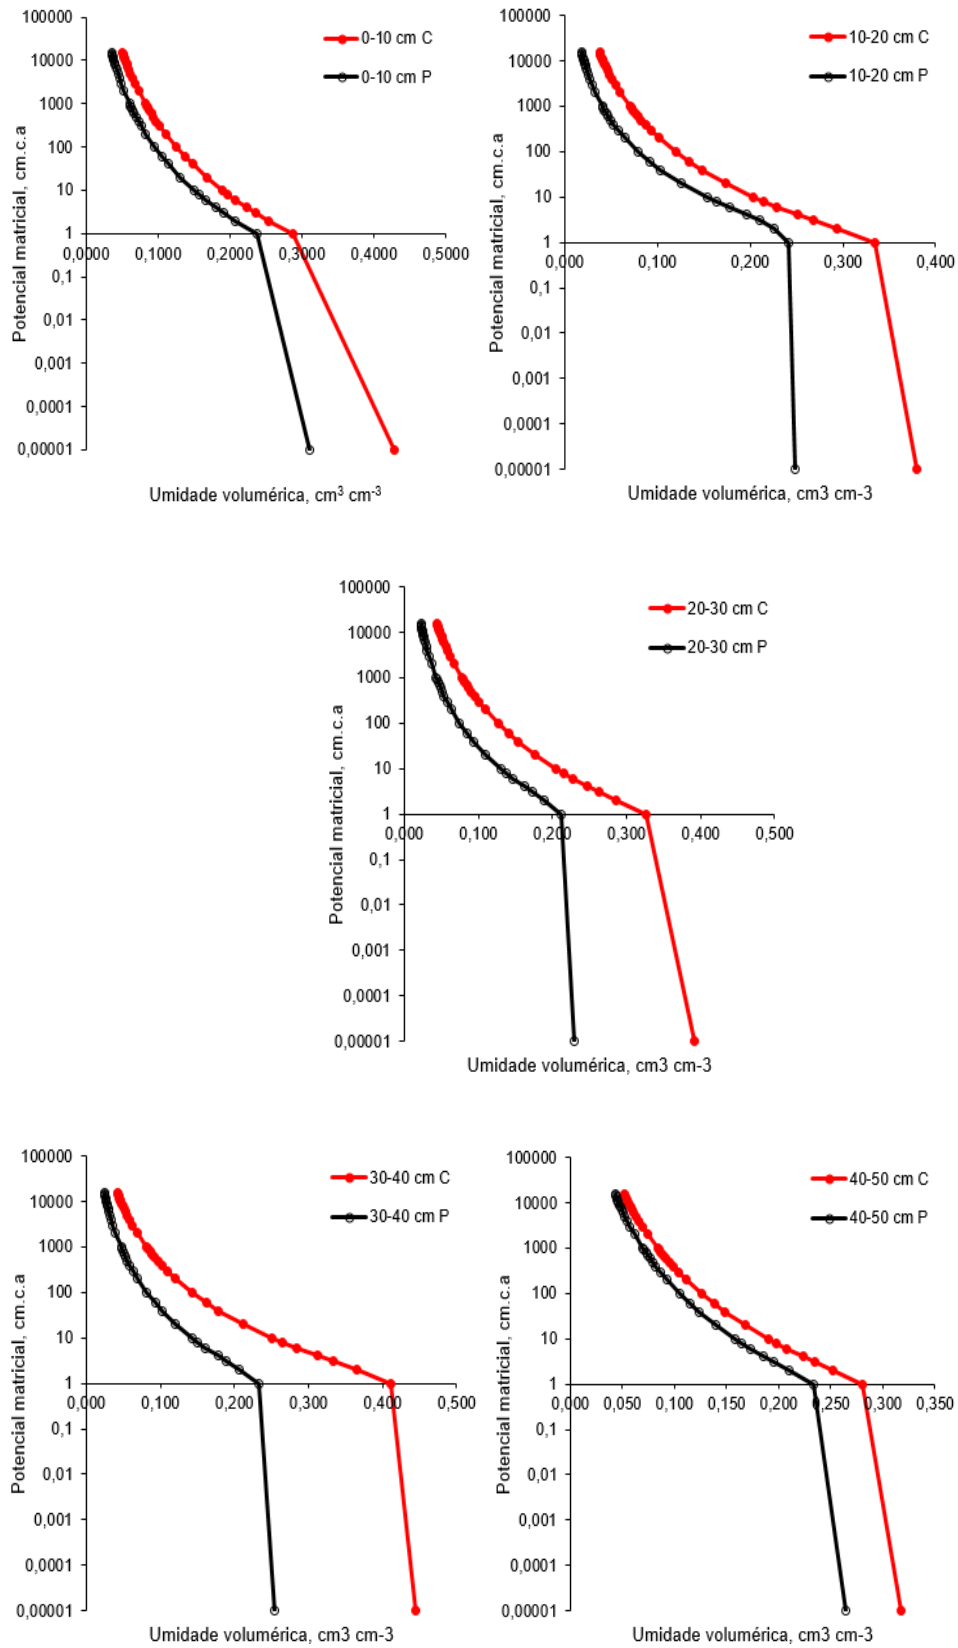 100000
10000
1000
100
10
1
0,1
0,01
0,001
0,0001
0,00001
0,0000 0,1000 0,2000 0,3000 0,4000 0,5000
Potencial matricial, cm.c.a
Umidade volumérica, cm³ cm⁻³
0-10 cm C
0-10 cm P
100000
10000
1000
100
10
1
0,1
0,01
0,001
0,0001
0,00001
0,000 0,100 0,200 0,300 0,400
Potencial matricial, cm.c.a
Umidade volumérica, cm3 cm-3
10-20 cm C
10-20 cm P
100000
10000
1000
100
10
1
0,1
0,01
0,001
0,0001
0,00001
0,000 0,100 0,200 0,300 0,400 0,500
Potencial matricial, cm.c.a
Umidade volumérica, cm3 cm-3
20-30 cm C
20-30 cm P
100000
10000
1000
100
10
1
0,1
0,01
0,001
0,0001
0,00001
0,000 0,100 0,200 0,300 0,400 0,500
Potencial matricial, cm.c.a
Umidade volumérica, cm3 cm-3
30-40 cm C
30-40 cm P
100000
10000
1000
100
10
1
0,1
0,01
0,001
0,0001
0,00001
0,000 0,050 0,100 0,150 0,200 0,250 0,300 0,350
Potencial matricial, cm.c.a
Umidade volumérica, cm3 cm-3
40-50 cm C
40-50 cm P